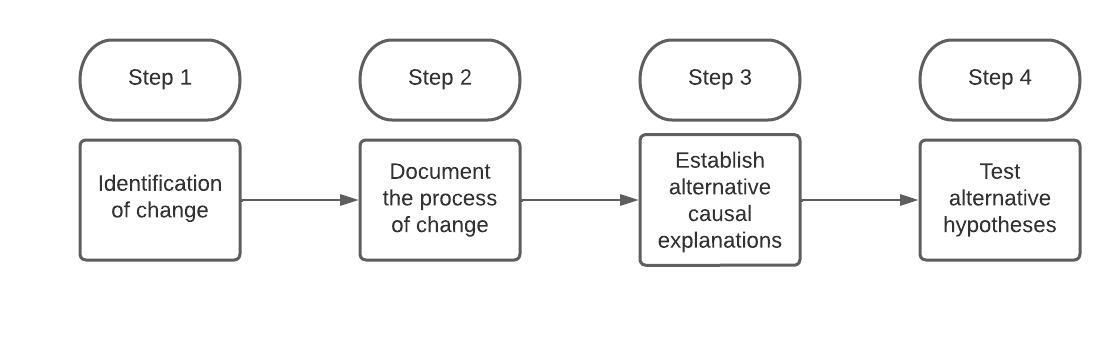 Step 1
Step 2
Step 3
Step 4
Identification
of change
Document
the process
of change
Establish
alternative
causal
explanations
Test
alternative
hypotheses